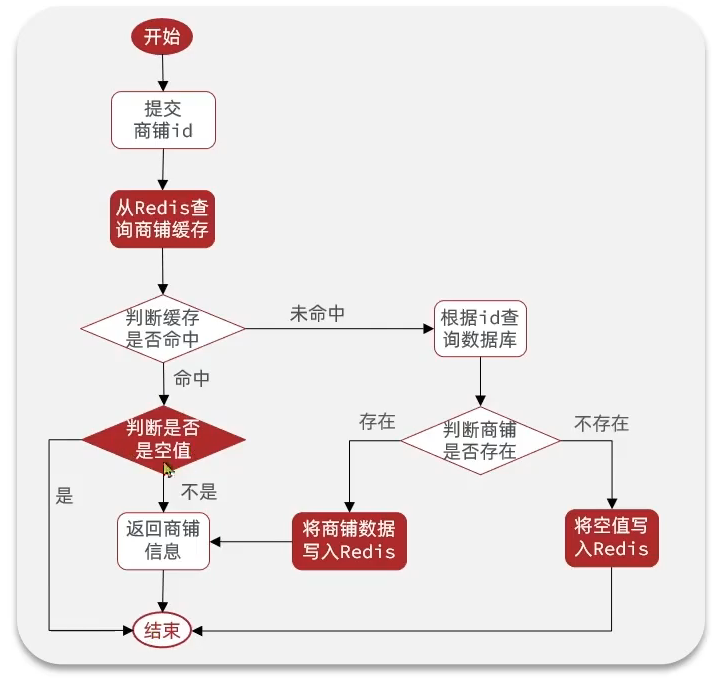 开始
提交
商铺id
从Redis查
询商铺缓存
判断缓存
是否命中
未命中
根据id查
询数据库
命中
判断是否
是空值
存在
判断商铺
是否存在
不存在
是
不是
返回商铺
信息
将商铺数据
写入Redis
将空值写
入Redis
结束